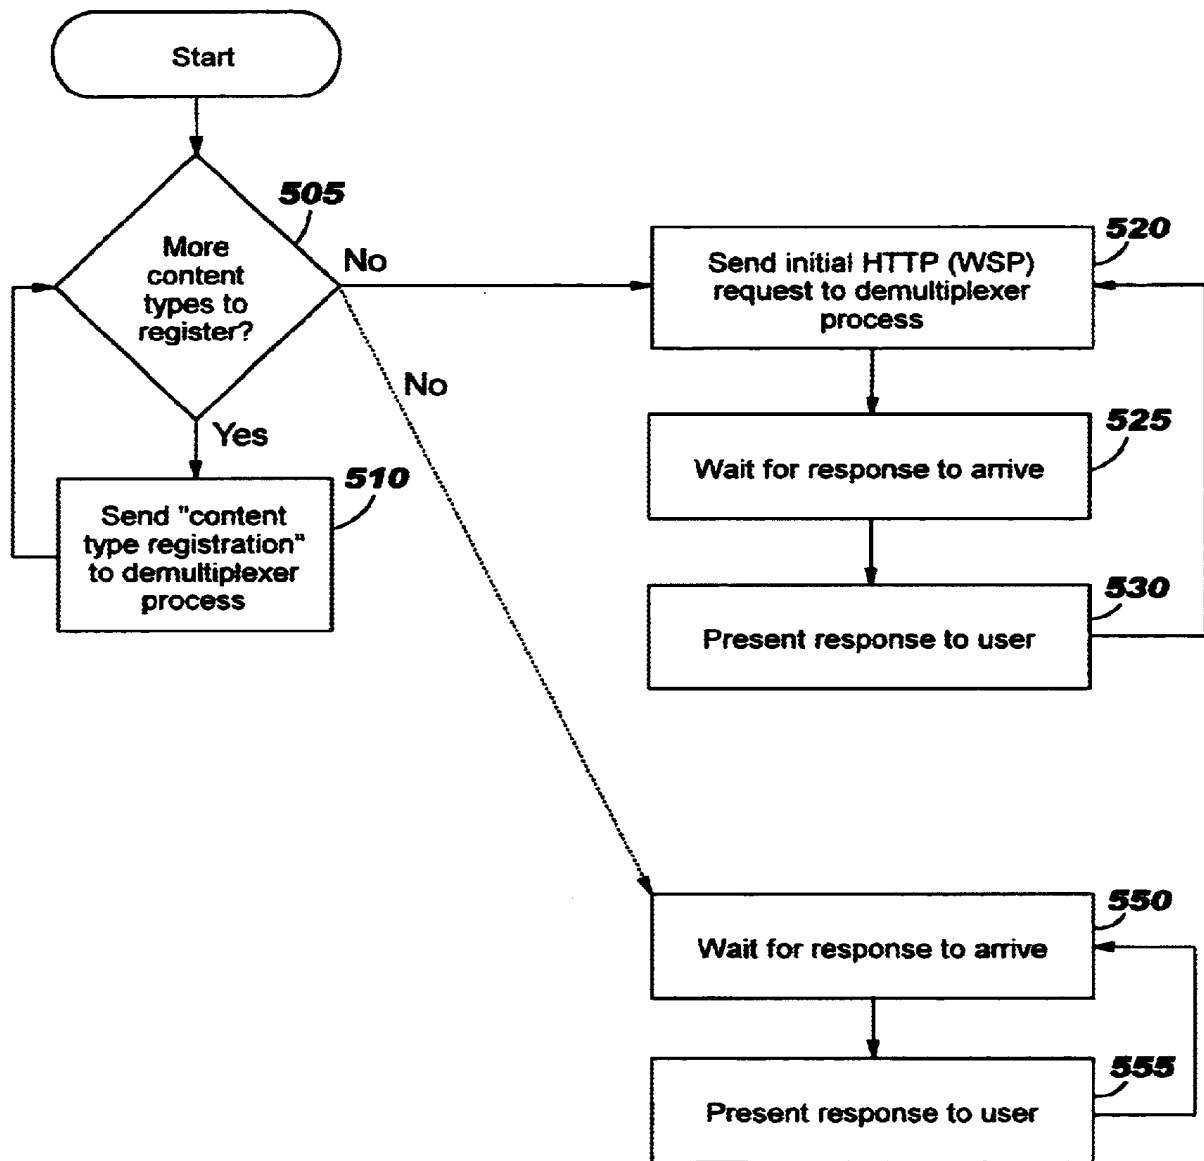 Start
505
More
content
types to
register?
No
No
Yes
510
Send "content
type registration"
to demultiplexer
process
520
Send initial HTTP (WSP)
request to demultiplexer
process
525
Wait for response to arrive
530
Present response to user
550
Wait for response to arrive
555
Present response to user